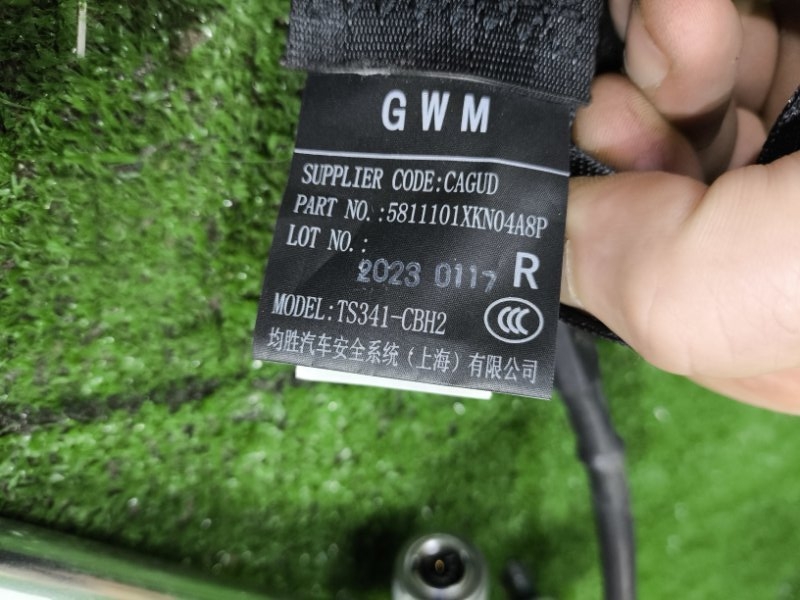 GWM
SUPPLIER CODE:CAGUD
PART NO.:5811101XKN04A8P
LOT NO.:
2023 0117 R
MODEL:TS341-CBH2
CCC
均胜汽车安全系统（上海）有限公司